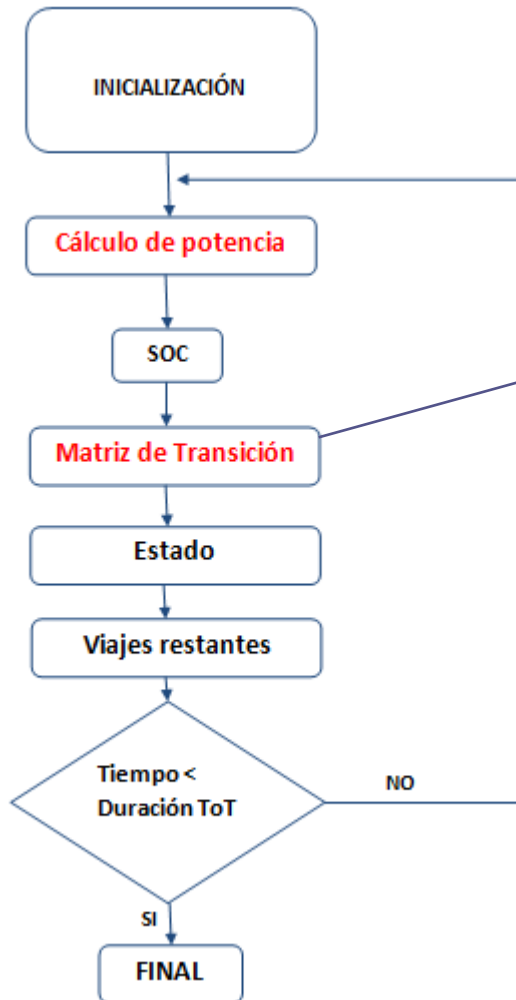 INICIALIZACIÓN
Cálculo de potencia
SOC
Matriz de Transición
Estado
Viajes restantes
Tiempo <
Duración ToT
NO
SI
FINAL